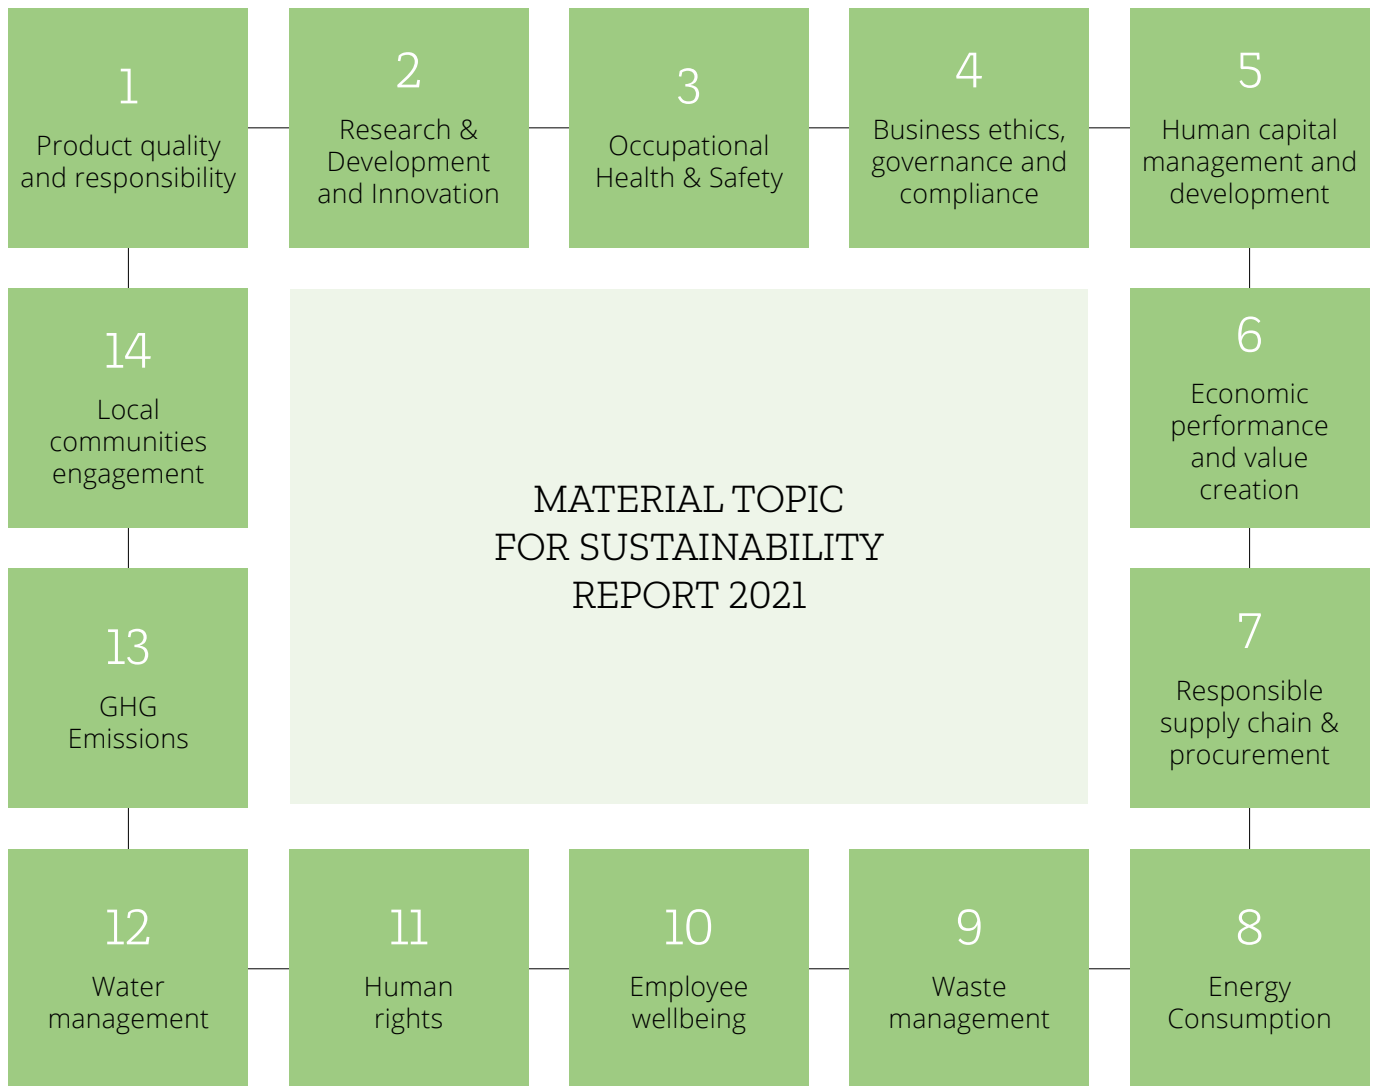 1
Product quality
and responsibility
2
Research &
Development
and Innovation
3
Occupational
Health & Safety
4
Business ethics,
governance and
compliance
5
Human capital
management and
development
14
Local
communities
engagement
MATERIAL TOPIC
FOR SUSTAINABILITY
REPORT 2021
6
Economic
performance
and value
creation
13
GHG
Emissions
7
Responsible
supply chain &
procurement
12
Water
management
11
Human
rights
10
Employee
wellbeing
9
Waste
management
8
Energy
Consumption